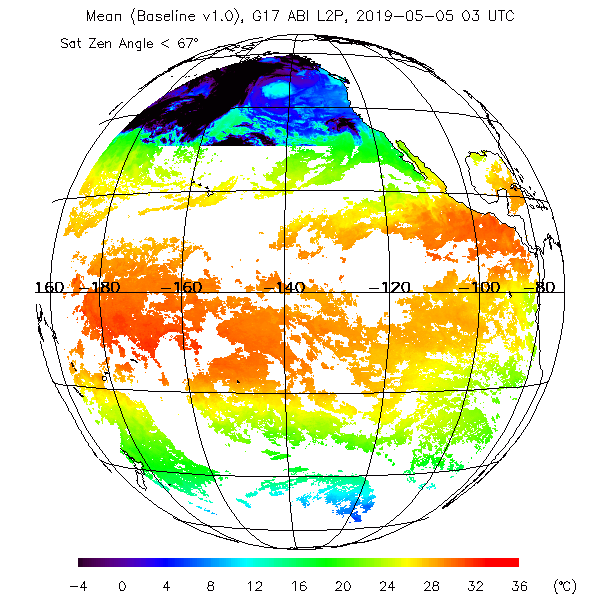 Mean (Baseline v1.0), G17 ABI L2P, 2019-05-05 03 UTC
Sat Zen Angle < 67°
160 -180 -160 -140 -120 -100 -80
-4 0 4 8 12 16 20 24 28 32 36 (°C)